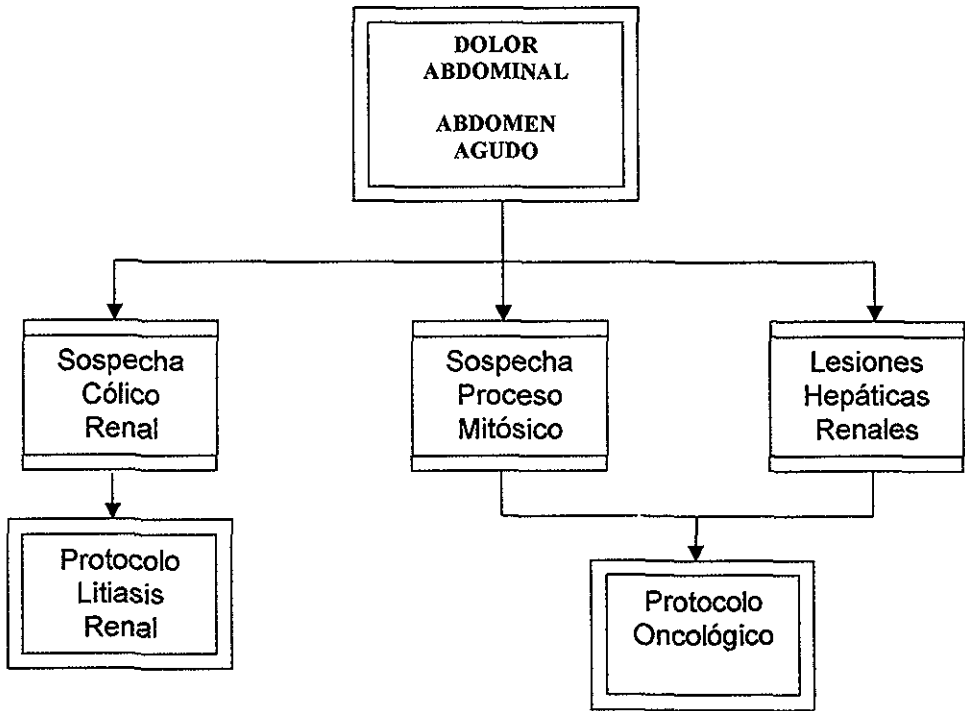 DOLOR
ABDOMINAL
ABDOMEN
AGUDO
Sospecha
Cólico
Renal
Sospecha
Proceso
Mitósico
Lesiones
Hepáticas
Renales
Protocolo
Litiasis
Renal
Protocolo
Oncológico